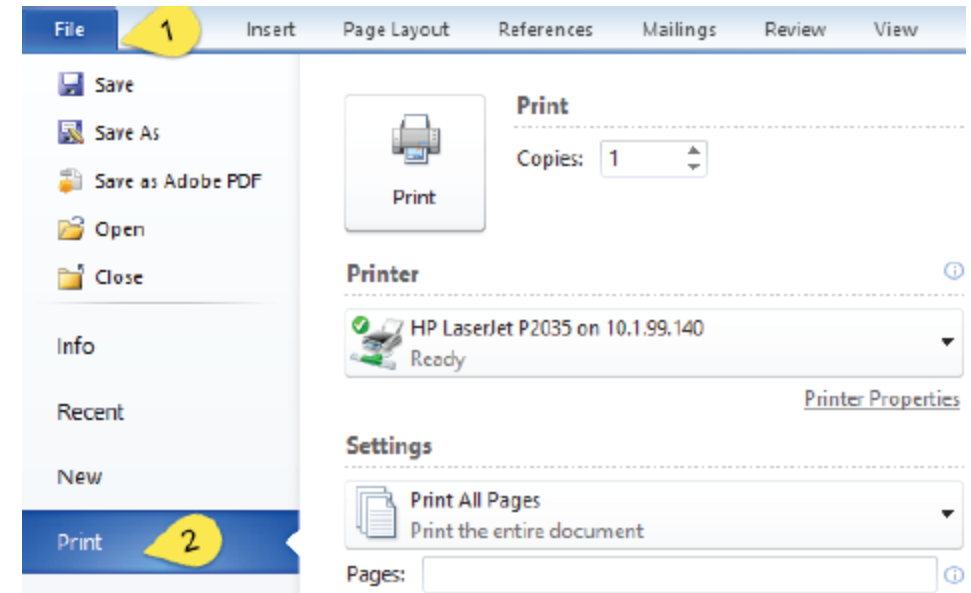 File 1 Insert Page Layout References Mailings Review View
Save
Save As
Save as Adobe PDF
Open
Close
Info
Recent
New
Print 2
Print
Print
Copies: 1
Printer
HP LaserJet P2035 on 10.1.99.140
Ready
Printer Properties
Settings
Print All Pages
Print the entire document
Pages: